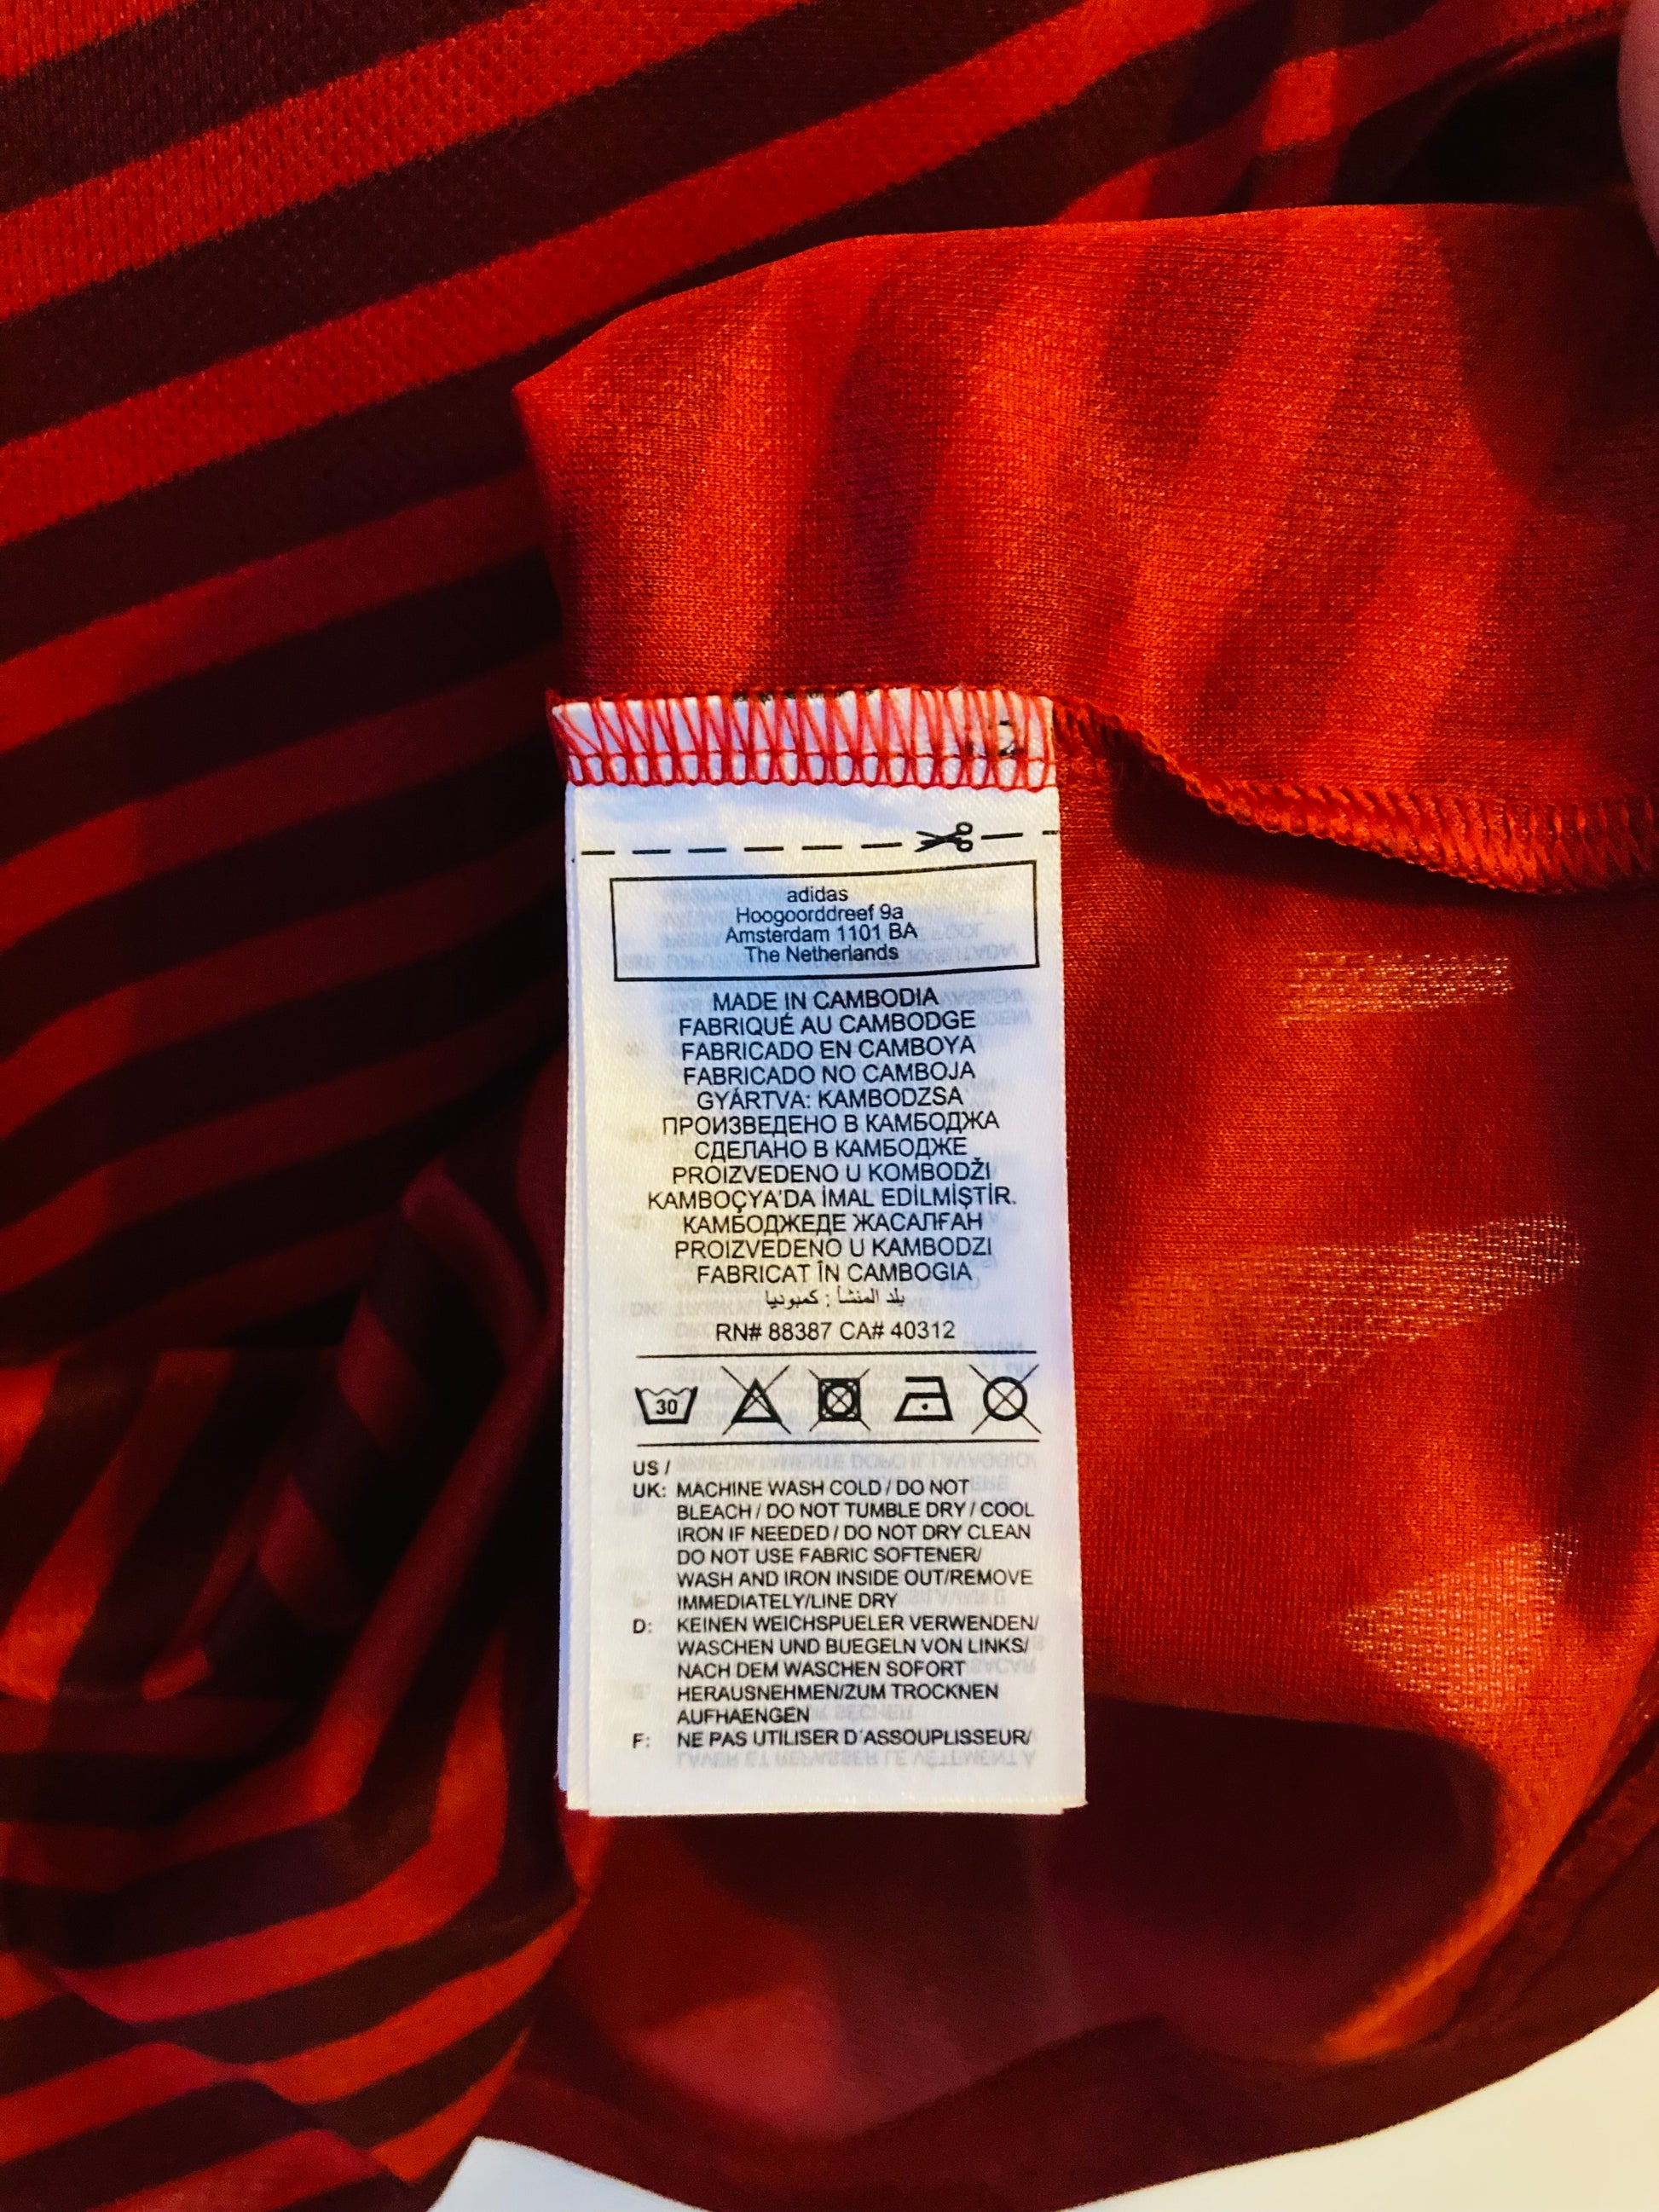 adidas
Hoogoorddreef 9a
Amsterdam 1101 BA
The Netherlands
MADE IN CAMBODIA
FABRIQUÉ AU CAMBODGE
FABRICADO EN CAMBOYA
FABRICADO NO CAMBOJA
GYÁRTVA: KAMBODZSA
ПРОИЗВЕДЕНО В КАМБОДЖА
СДЕЛАНО В КАМБОДЖЕ
PROIZVEDENO U KOMBODŽI
KAMBOÇYA'DA İMAL EDİLMİŞTİR.
КАМБОДЖЕДЕ ЖАСАЛҒАН
PROIZVEDENO U KAMBODZI
FABRICAT ÎN CAMBOGIA
بلد المنشأ : كمبوديا
RN# 88387 CA# 40312
30
US /
UK: MACHINE WASH COLD / DO NOT
BLEACH / DO NOT TUMBLE DRY / COOL
IRON IF NEEDED / DO NOT DRY CLEAN
DO NOT USE FABRIC SOFTENER/
WASH AND IRON INSIDE OUT/REMOVE
IMMEDIATELY/LINE DRY
D: KEINEN WEICHSPUELER VERWENDEN/
WASCHEN UND BUEGELN VON LINKS/
NACH DEM WASCHEN SOFORT
HERAUSNEHMEN/ZUM TROCKNEN
AUFHAENGEN
F: NE PAS UTILISER D'ASSOUPLISSEUR/